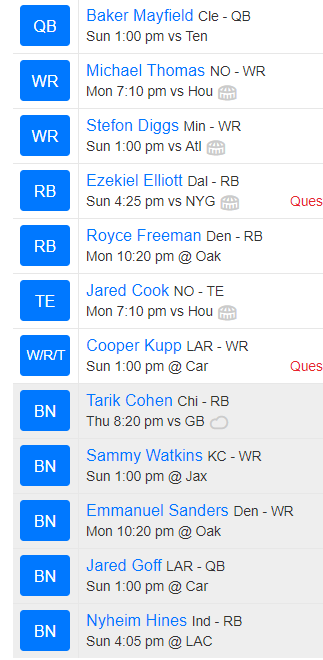 QB
Baker Mayfield Cle - QB
Sun 1:00 pm vs Ten
WR
Michael Thomas NO - WR
Mon 7:10 pm vs Hou
WR
Stefon Diggs Min - WR
Sun 1:00 pm vs Atl
RB
Ezekiel Elliott Dal - RB
Sun 4:25 pm vs NYG
Ques
RB
Royce Freeman Den - RB
Mon 10:20 pm @ Oak
TE
Jared Cook NO - TE
Mon 7:10 pm vs Hou
W/R/T
Cooper Kupp LAR - WR
Sun 1:00 pm @ Car
Ques
BN
Tarik Cohen Chi - RB
Thu 8:20 pm vs GB
BN
Sammy Watkins KC - WR
Sun 1:00 pm @ Jax
BN
Emmanuel Sanders Den - WR
Mon 10:20 pm @ Oak
BN
Jared Goff LAR - QB
Sun 1:00 pm @ Car
BN
Nyheim Hines Ind - RB
Sun 4:05 pm @ LAC